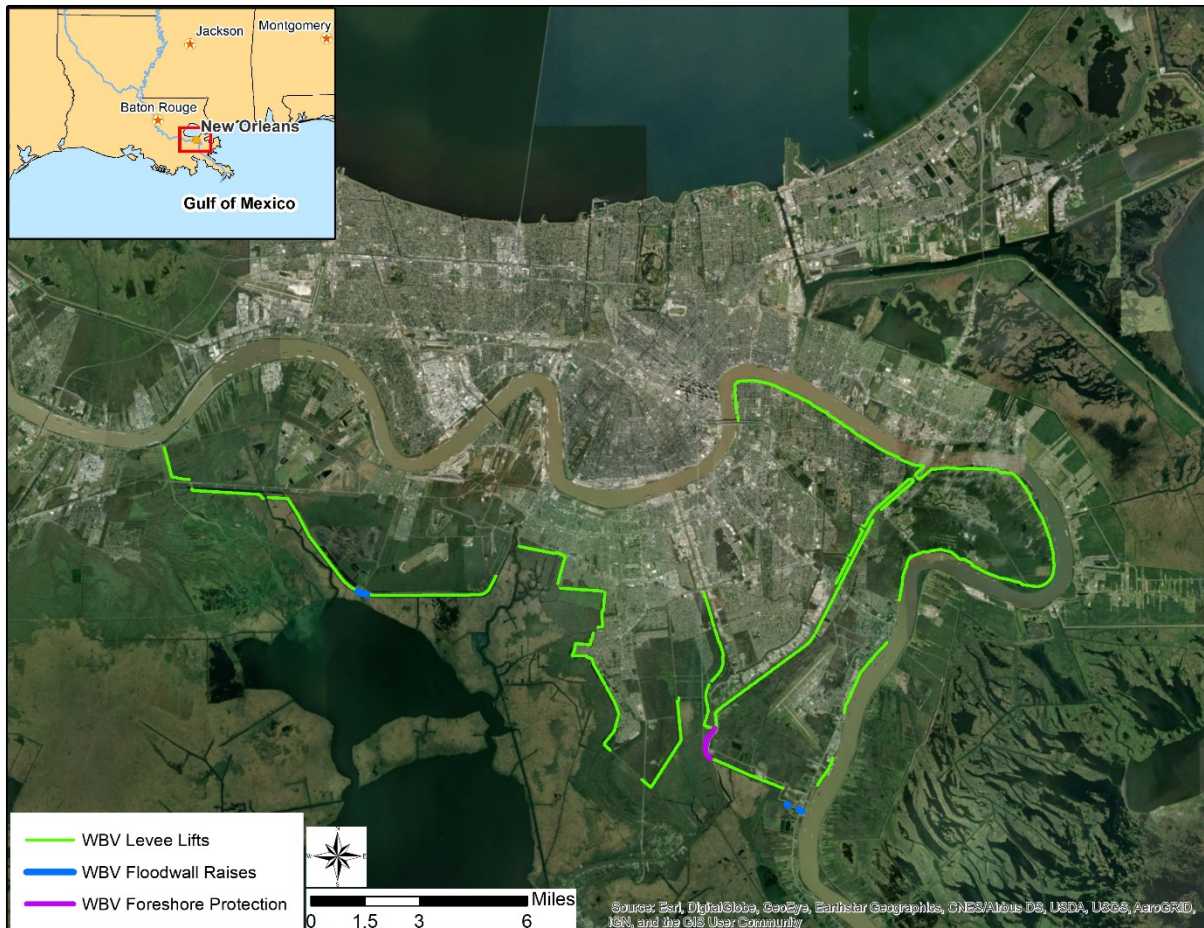 Jackson
Montgomery
Baton Rouge
New Orleans
Gulf of Mexico
WBV Levee Lifts
WBV Floodwall Raises
WBV Foreshore Protection
N
W
E
S
Miles
0 1.5 3 6
Source: Esri, DigitalGlobe, GeoEye, Earthstar Geographics, CNES/Airbus DS, USDA, USGS, AeroGRID,
IGN, and the GIS User Community